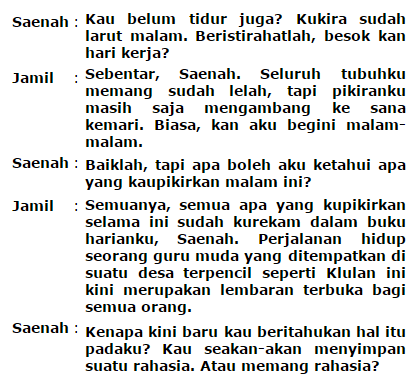 Saenah : Kau belum tidur juga? Kukira sudah
larut malam. Beristirahatlah, besok kan
hari kerja?
Jamil : Sebentar, Saenah. Seluruh tubuhku
memang sudah lelah, tapi pikiranku
masih saja mengambang ke sana
kemari. Biasa, kan aku begini malam-
malam.
Saenah : Baiklah, tapi apa boleh aku ketahui apa
yang kaupikirkan malam ini?
Jamil : Semuanya, semua apa yang kupikirkan
selama ini sudah kurekam dalam buku
harianku, Saenah. Perjalanan hidup
seorang guru muda yang ditempatkan di
suatu desa terpencil seperti Klulan ini
kini merupakan lembaran terbuka bagi
semua orang.
Saenah : Kenapa kini baru kau beritahukan hal itu
padaku? Kau seakan-akan menyimpan
suatu rahasia. Atau memang rahasia?